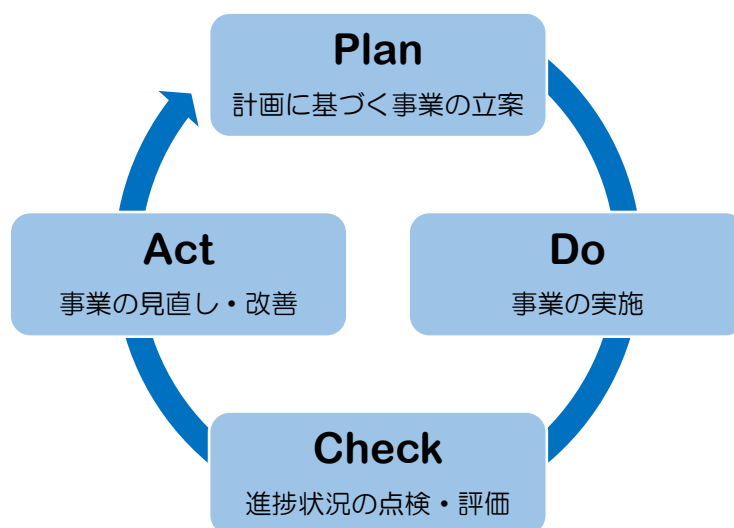 Plan
計画に基づく事業の立案
Do
事業の実施
Check
進捗状況の点検・評価
Act
事業の見直し・改善